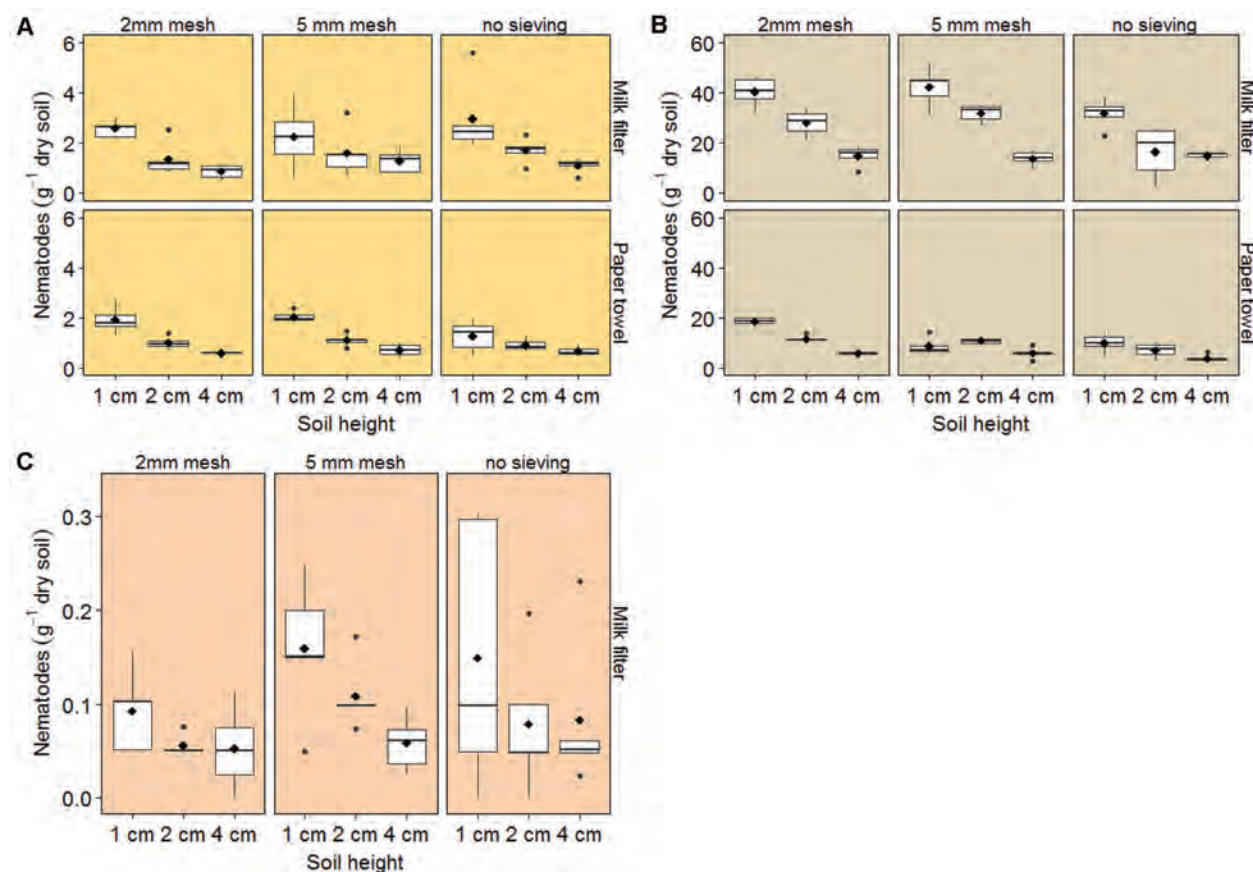 A
2mm mesh
5 mm mesh
no sieving
6
4
2
0
Milk filter
6
4
2
0
Paper towel
Nematodes (g⁻¹ dry soil)
1 cm 2 cm 4 cm
1 cm 2 cm 4 cm
1 cm 2 cm 4 cm
Soil height
B
2mm mesh
5 mm mesh
no sieving
60
40
20
0
Milk filter
60
40
20
0
Paper towel
Nematodes (g⁻¹ dry soil)
1 cm 2 cm 4 cm
1 cm 2 cm 4 cm
1 cm 2 cm 4 cm
Soil height
C
2mm mesh
5 mm mesh
no sieving
0.3
0.2
0.1
0.0
Milk filter
Nematodes (g⁻¹ dry soil)
1 cm 2 cm 4 cm
1 cm 2 cm 4 cm
1 cm 2 cm 4 cm
Soil height